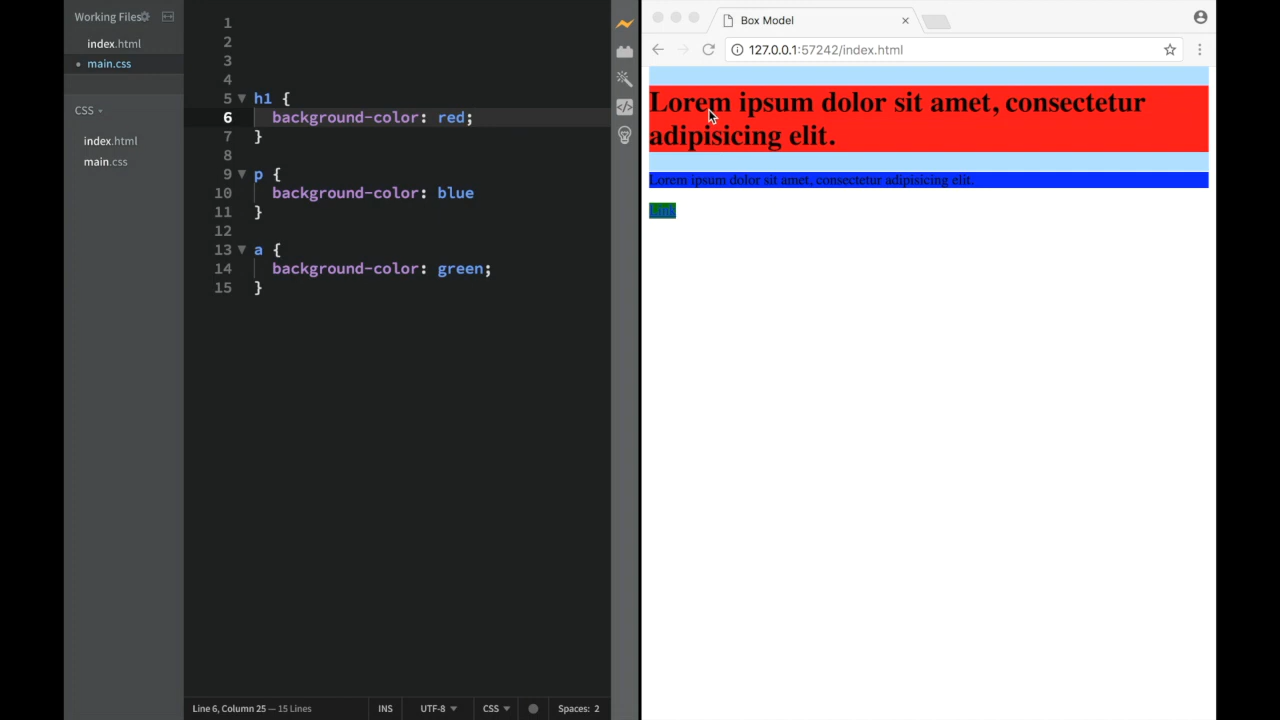 Working Files
index.html
main.css
CSS
index.html
main.css
1
2
3
4
5 h1 {
6 background-color: red;
7 }
8
9 p {
10 background-color: blue
11 }
12
13 a {
14 background-color: green;
15 }
Line 6, Column 25 — 15 Lines
INS
UTF-8
CSS
Spaces: 2
Box Model
127.0.0.1:57242/index.html
Lorem ipsum dolor sit amet, consectetur
adipisicing elit.
Lorem ipsum dolor sit amet, consectetur adipisicing elit.
Link